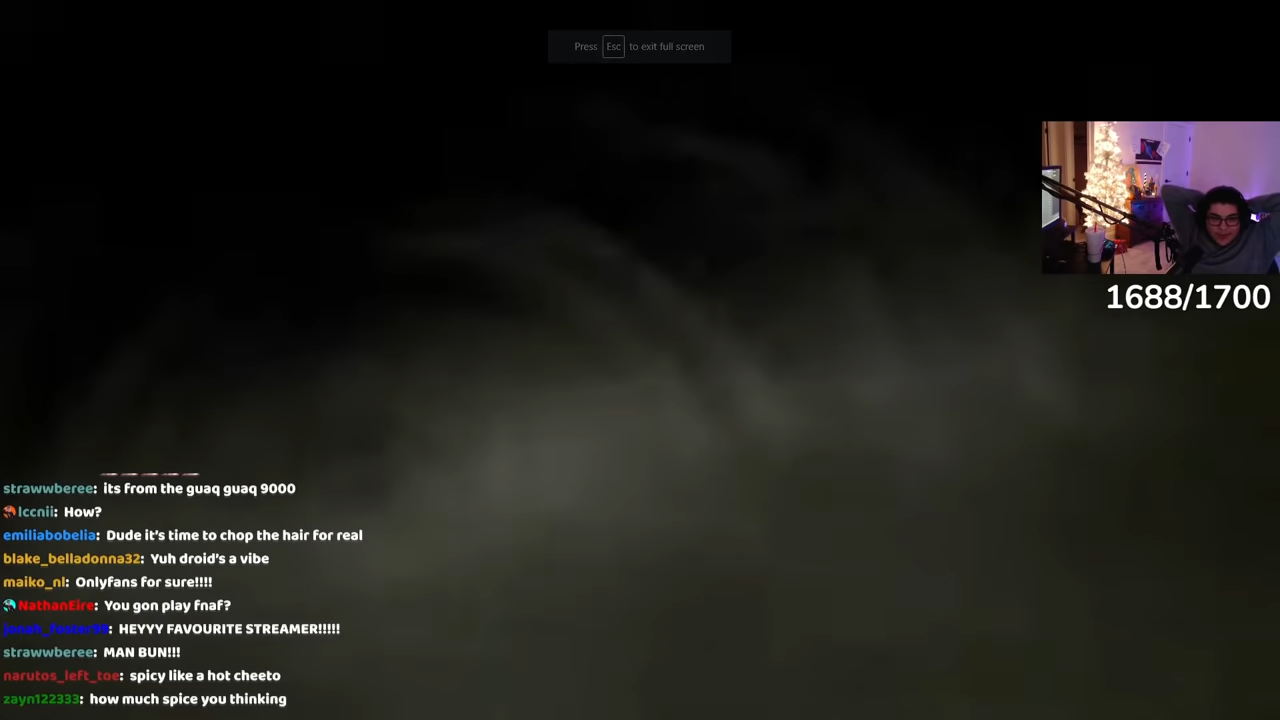 Press Esc to exit full screen
1688/1700
strawwberee: its from the guaq guaq 9000
lccnii: How?
emiliabobelia: Dude it's time to chop the hair for real
blake_belladonna32: Yuh droid's a vibe
maiko_nl: Onlyfans for sure!!!!
NathanEire: You gon play fnaf?
: HEYYY FAVOURITE STREAMER!!!!!
strawwberee: MAN BUN!!!
narutos_left_toe: spicy like a hot cheeto
zayn122333: how much spice you thinking